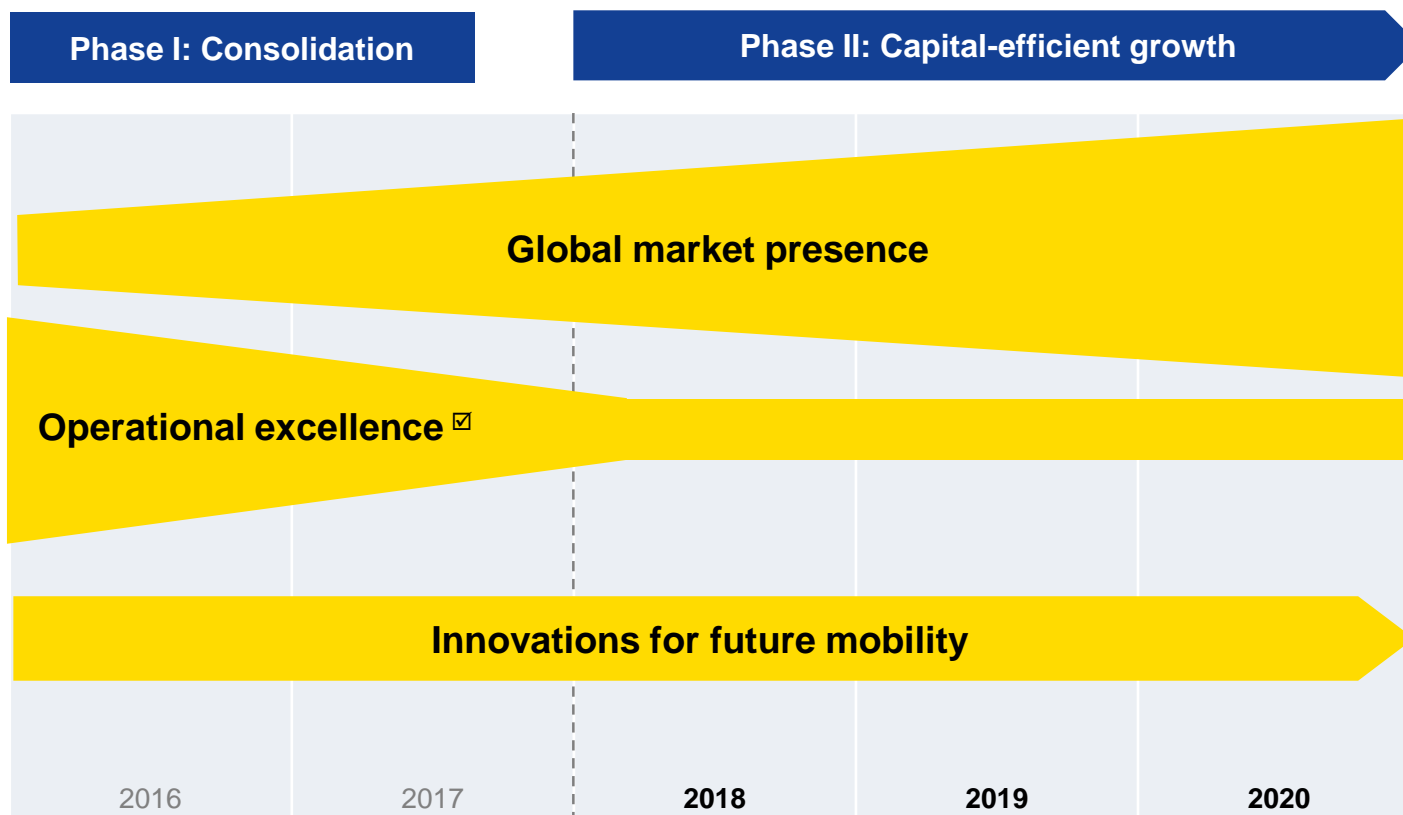 Phase I: Consolidation
Phase II: Capital-efficient growth
Global market presence
Operational excellence ☑
Innovations for future mobility
2016
2017
2018
2019
2020